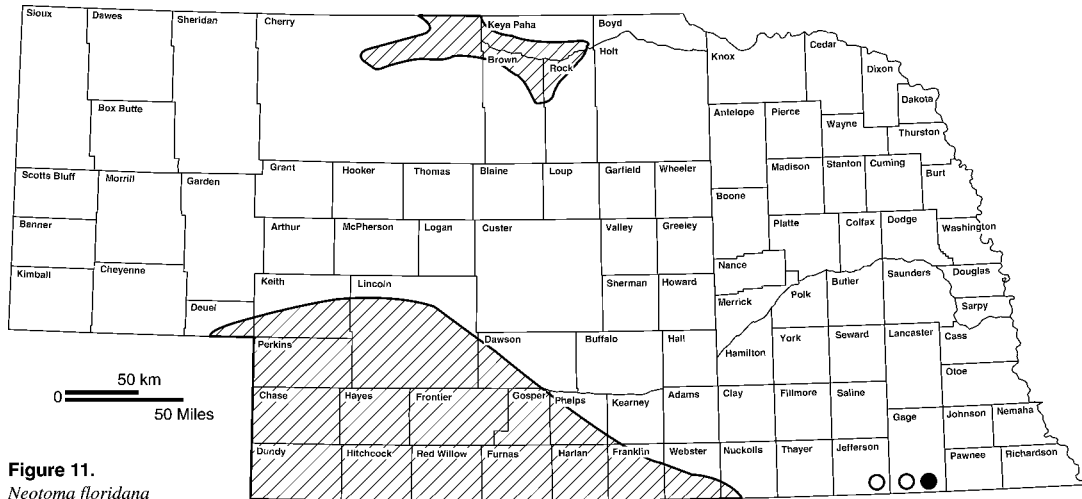 Sioux Dawes Sheridan Cherry Keya Paha Boyd
Brown Rock Holt Knox Cedar Dixon
Dakota
Box Butte Antelope Pierce Wayne Thurston
Scotts Bluff Morrill Garden Grant Hooker Thomas Blaine Loup Garfield Wheeler Madison Stanton Cuming Burt
Boone
Banner Arthur McPherson Logan Custer Valley Greeley Platte Colfax Dodge Washington
Kimball Cheyenne Keith Lincoln Sherman Howard Nance Butler Saunders Douglas
Deuel Merrick Polk Sarpy
Perkins Dawson Buffalo Hall Hamilton York Seward Lancaster Cass
50 km
0
50 Miles
Otoe
Chase Hayes Frontier Gosper Phelps Kearney Adams Clay Fillmore Saline Gage Johnson Nemaha
Dundy Hitchcock Red Willow Furnas Harlan Franklin Webster Nuckolls Thayer Jefferson Pawnee Richardson
Figure 11.
Neotoma floridana